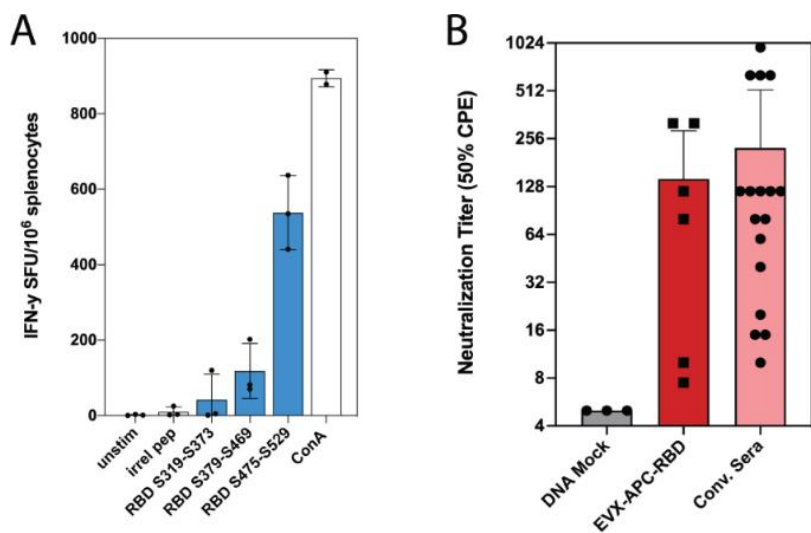 A
IFN-y SFU/10⁶ splenocytes
1000
800
600
400
200
0
unstim
irrel pep
RBD S319-S373
RBD S379-S469
RBD S475-S529
ConA
B
Neutralization Titer (50% CPE)
1024
512
256
128
64
32
16
8
4
DNA Mock
EVX-APC-RBD
Conv. Sera